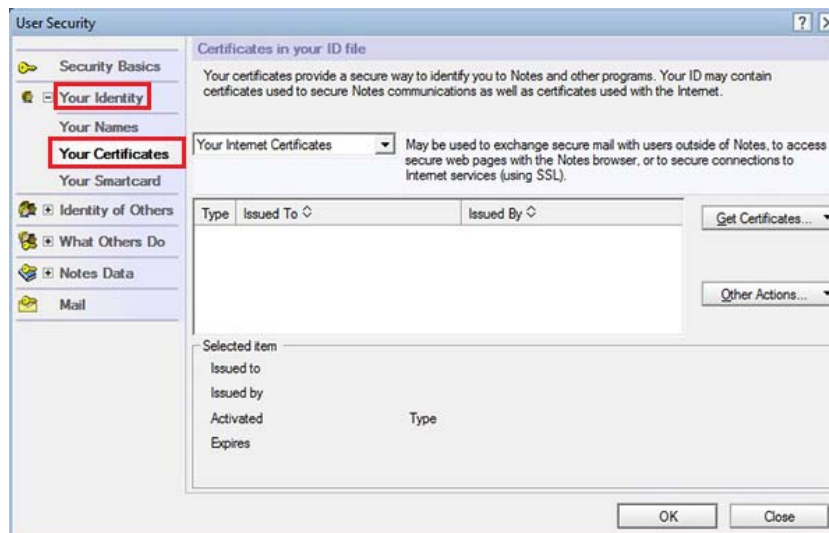 User Security
?
Security Basics
Your Identity
Your Names
Your Certificates
Your Smartcard
Identity of Others
What Others Do
Notes Data
Mail
Certificates in your ID file
Your certificates provide a secure way to identify you to Notes and other programs. Your ID may contain
certificates used to secure Notes communications as well as certificates used with the Internet.
Your Internet Certificates
May be used to exchange secure mail with users outside of Notes, to access
secure web pages with the Notes browser, or to secure connections to
Internet services (using SSL).
Type Issued To Issued By
Get Certificates...
Other Actions...
Selected item
Issued to
Issued by
Activated Type
Expires
OK Close